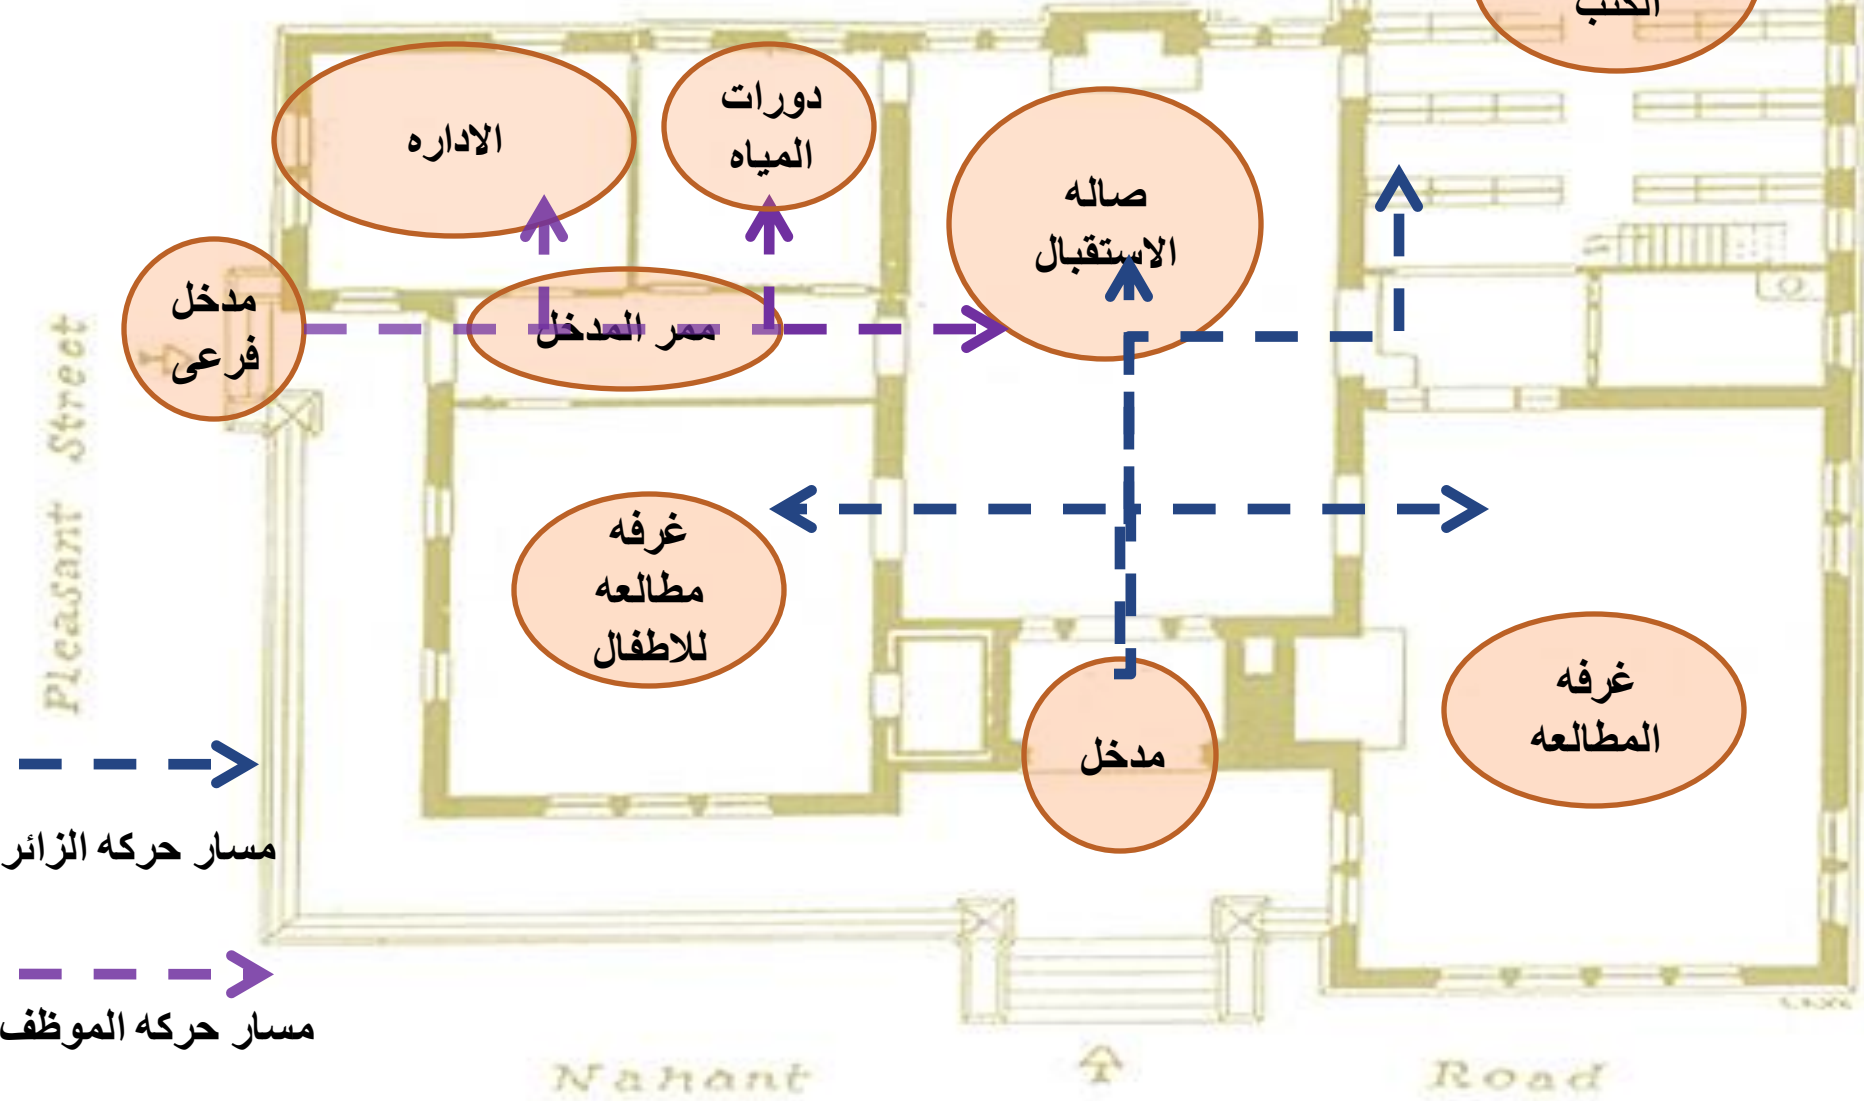 الكتب
دورات
المياه
الاداره
صاله
الاستقبال
مدخل
فرعى
ممر المدخل
غرفه
مطالعه
للاطفال
غرفه
المطالعه
مدخل
مسار حركه الزائر
مسار حركه الموظف
Pleasant Street
Nahant Road